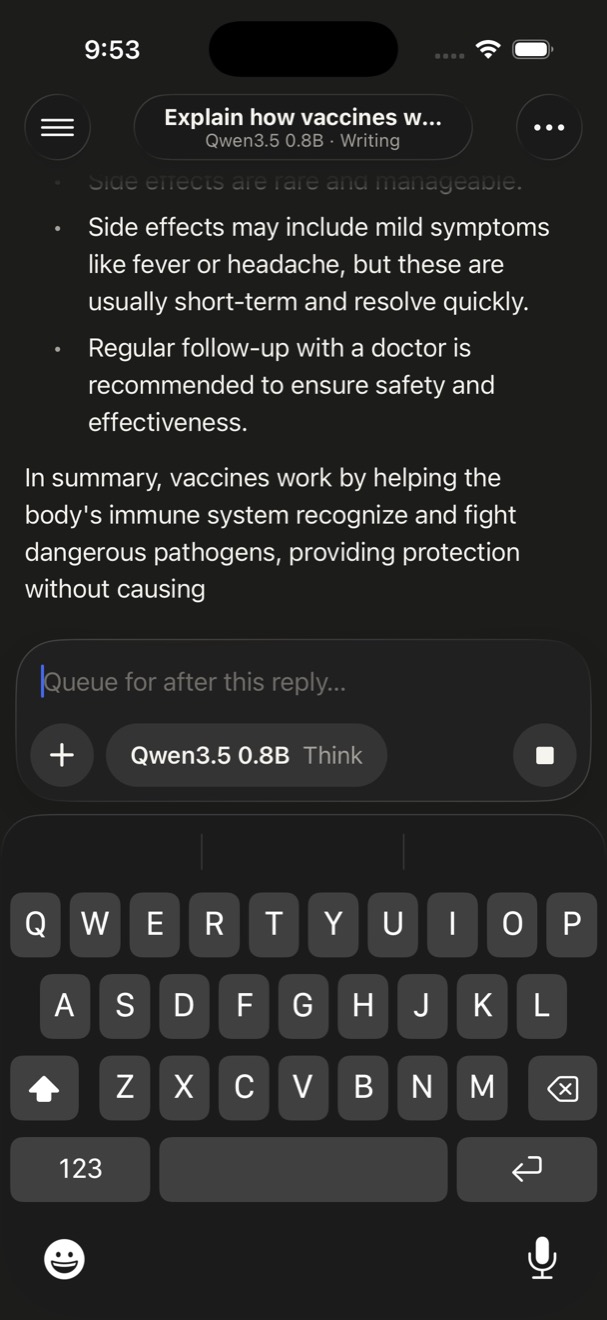 9:53
Explain how vaccines w...
Qwen3.5 0.8B · Writing
Side effects are rare and manageable.
Side effects may include mild symptoms
like fever or headache, but these are
usually short-term and resolve quickly.
Regular follow-up with a doctor is
recommended to ensure safety and
effectiveness.
In summary, vaccines work by helping the
body's immune system recognize and fight
dangerous pathogens, providing protection
without causing
Queue for after this reply...
Qwen3.5 0.8B Think
Q W E R T Y U I O P
A S D F G H J K L
Z X C V B N M
123